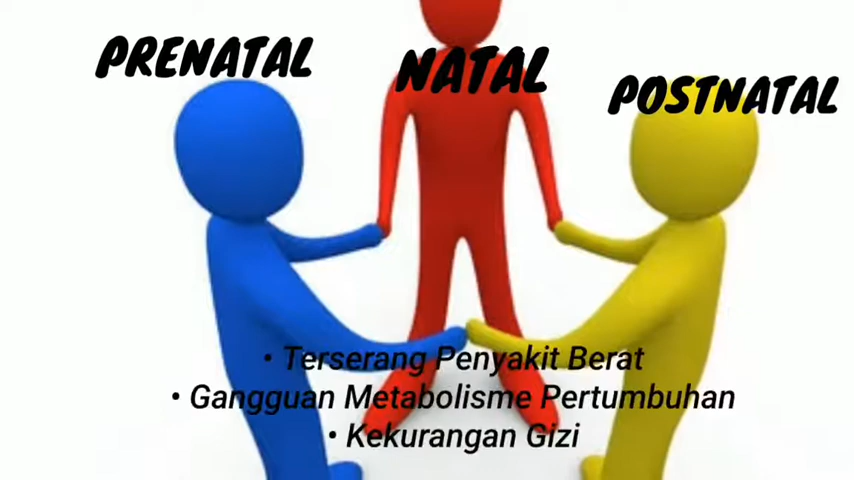 PRENATAL
NATAL
POSTNATAL
• Terserang Penyakit Berat
• Gangguan Metabolisme Pertumbuhan
• Kekurangan Gizi